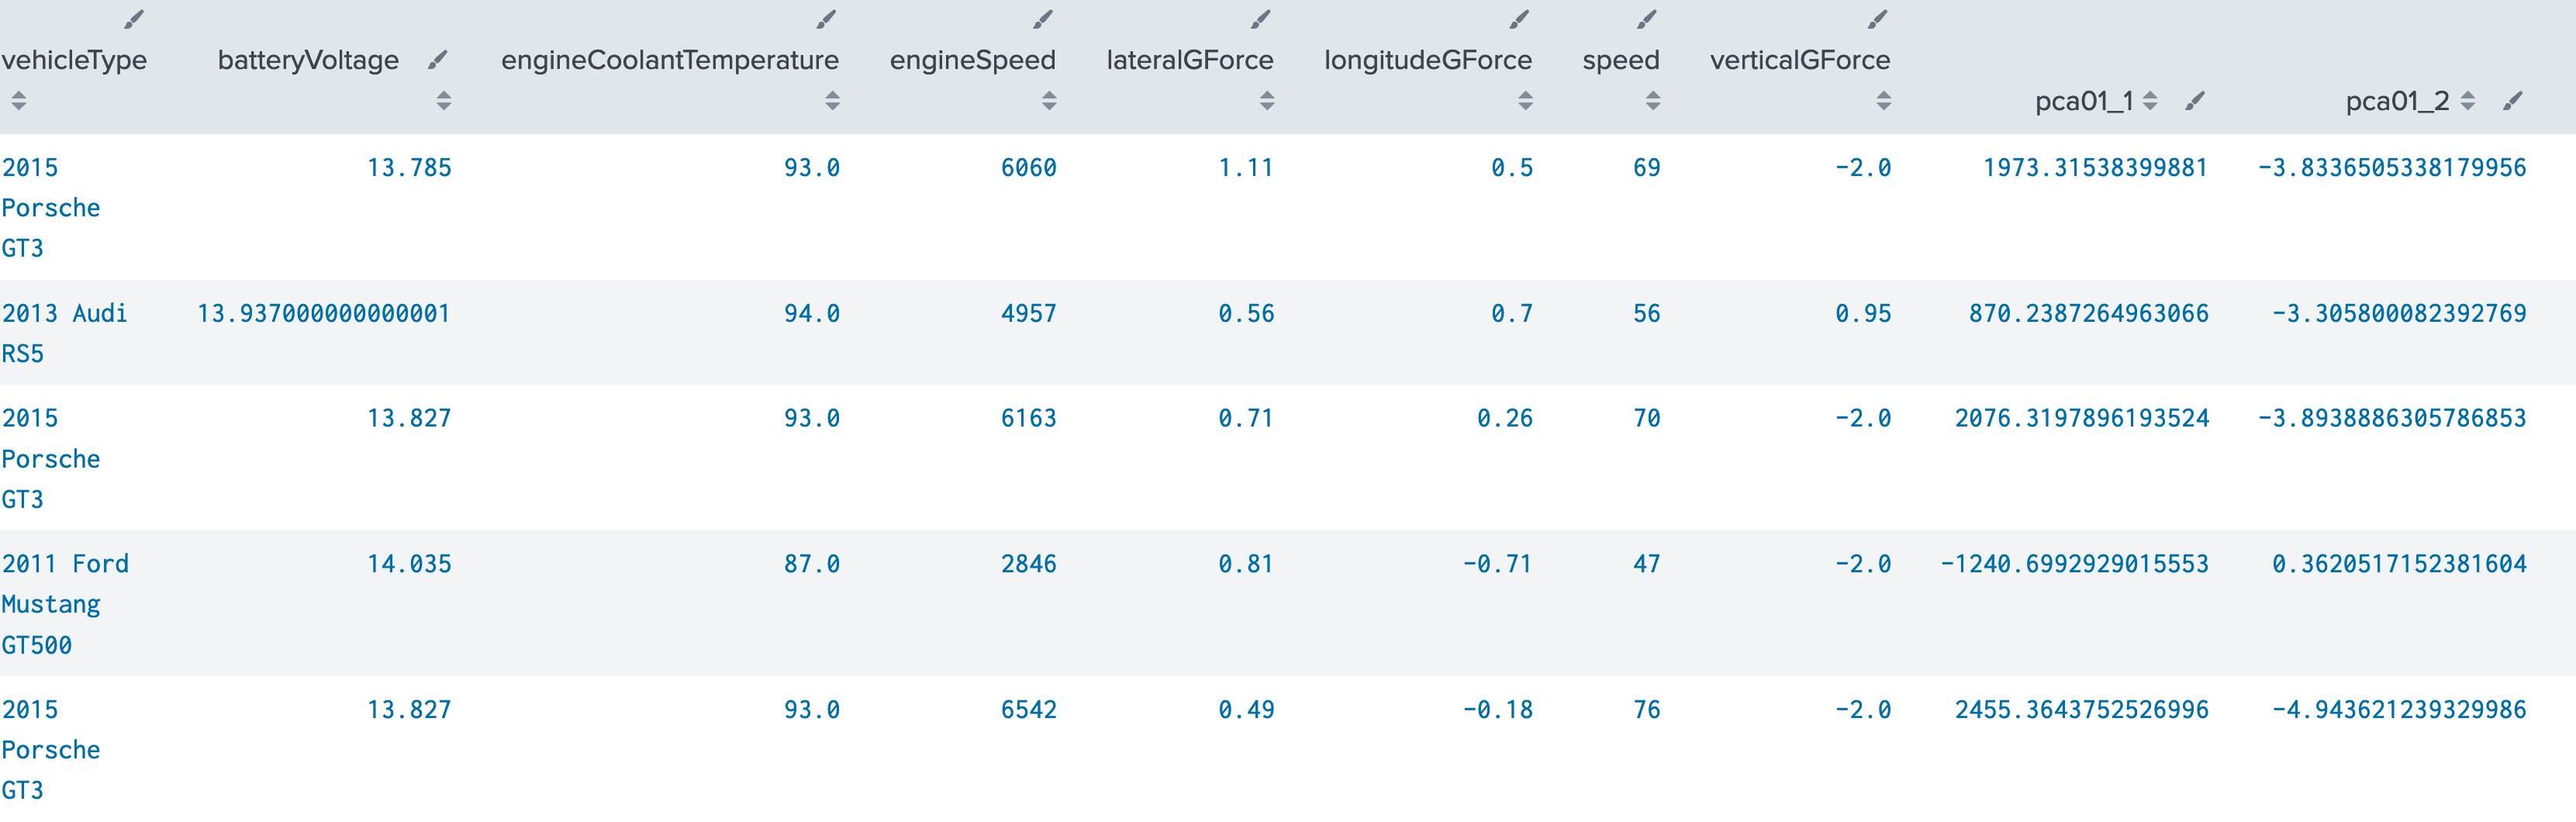 vehicleType batteryVoltage engineCoolantTemperature engineSpeed lateralGForce longitudeGForce speed verticalGForce
pca01_1 pca01_2
2015 13.785 93.0 6060 1.11 0.5 69 -2.0 1973.31538399881 -3.8336505338179956
Porsche
GT3
2013 Audi 13.937000000000001 94.0 4957 0.56 0.7 56 0.95 870.2387264963066 -3.305800082392769
RS5
2015 13.827 93.0 6163 0.71 0.26 70 -2.0 2076.3197896193524 -3.8938886305786853
Porsche
GT3
2011 Ford 14.035 87.0 2846 0.81 -0.71 47 -2.0 -1240.6992929015553 0.3620517152381604
Mustang
GT500
2015 13.827 93.0 6542 0.49 -0.18 76 -2.0 2455.3643752526996 -4.943621239329986
Porsche
GT3